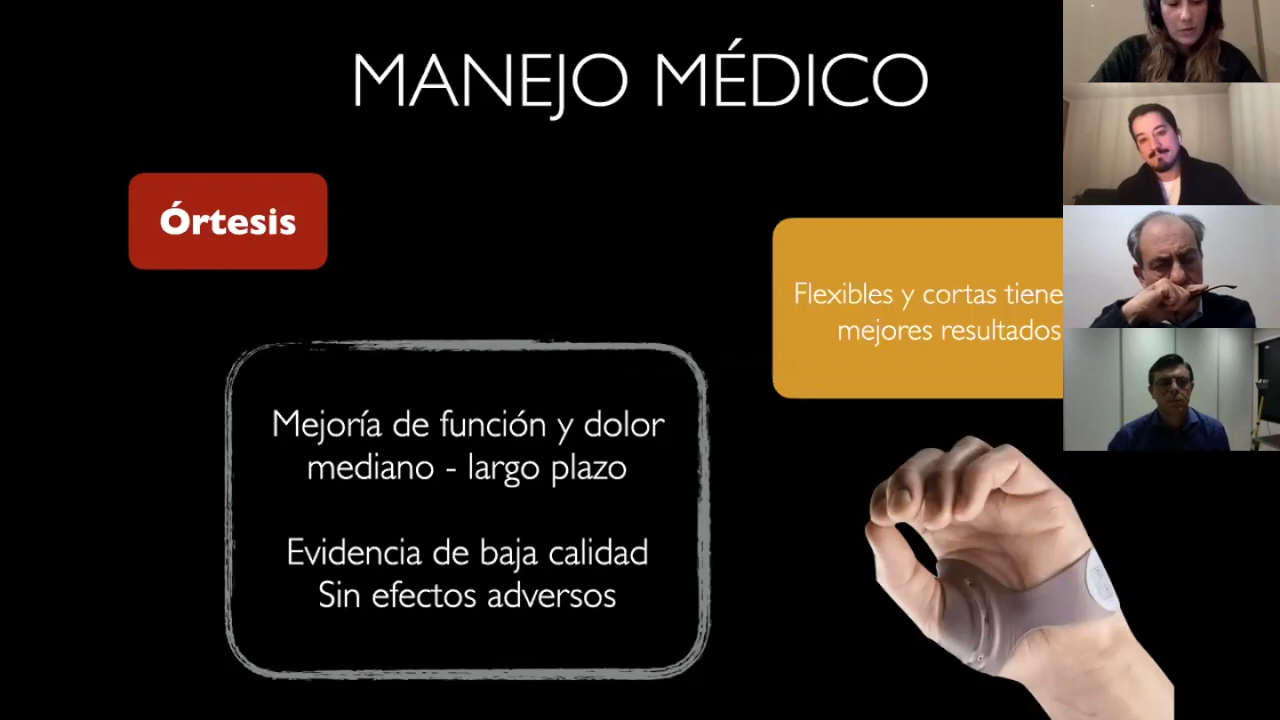 MANEJO MÉDICO
Órtesis
Flexibles y cortas tiene
mejores resultados
Mejoría de función y dolor
mediano - largo plazo
Evidencia de baja calidad
Sin efectos adversos